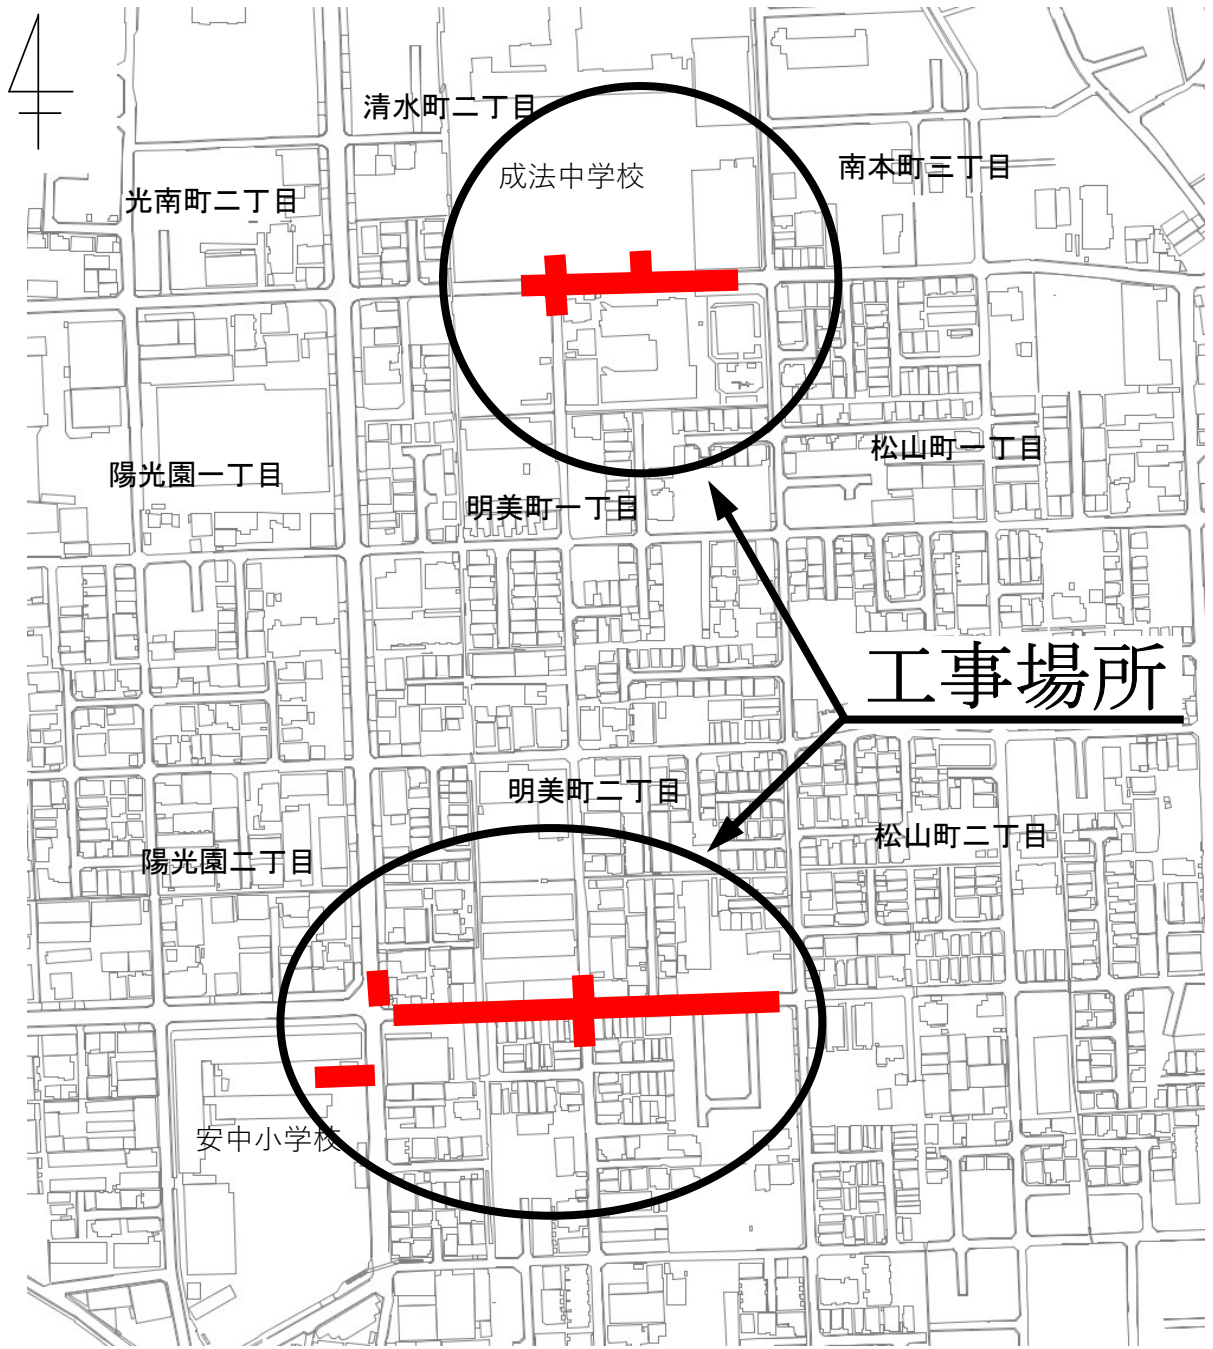 清水町二丁目
成法中学校
南本町三丁目
光南町二丁目
松山町一丁目
陽光園一丁目
明美町一丁目
工事場所
明美町二丁目
松山町二丁目
陽光園二丁目
安中小学校